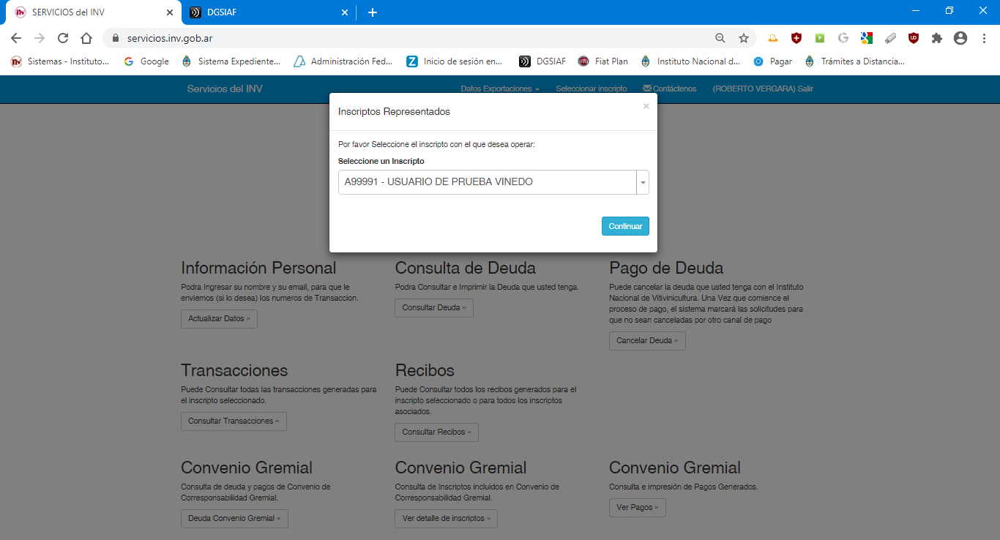 SERVICIOS del INV
DGSIAF
servicios.inv.gob.ar
Sistemas - Instituto...
Google
Sistema Expediente...
Administración Fed...
Inicio de sesión en...
DGSIAF
Fiat Plan
Instituto Nacional d...
Pagar
Trámites a Distancia...
Servicios del INV
Datos Exportaciones
Seleccionar inscripto
Contáctenos
(ROBERTO VERGARA) Salir
Inscriptos Representados
×
Por favor Seleccione el inscripto con el que desea operar:
Seleccione un Inscripto
A99991 - USUARIO DE PRUEBA VINEDO
Continuar
Información Personal
Podra Ingresar su nombre y su email, para que le
enviemos (si lo desea) los numeros de Transaccion.
Actualizar Datos »
Consulta de Deuda
Podra Consultar e Imprimir la Deuda que usted tenga.
Consultar Deuda »
Pago de Deuda
Puede cancelar la deuda que usted tenga con el Instituto
Nacional de Vitivinicultura. Una Vez que comience el
proceso de pago, el sistema marcará las solicitudes para
que no sean canceladas por otro canal de pago
Cancelar Deuda »
Transacciones
Puede Consultar todas las transacciones generadas para
el inscripto seleccionado.
Consultar Transacciones »
Recibos
Puede Consultar todos los recibos generados para el
inscripto seleccionado o para todos los inscriptos
asociados.
Consultar Recibos »
Convenio Gremial
Consulta de deuda y pagos de Convenio de
Corresponsabilidad Gremial.
Deuda Convenio Gremial »
Convenio Gremial
Consulta de Inscriptos incluidos en Convenio de
Corresponsabilidad Gremial.
Ver detalle de inscriptos »
Convenio Gremial
Consulta e impresión de Pagos Generados.
Ver Pagos »